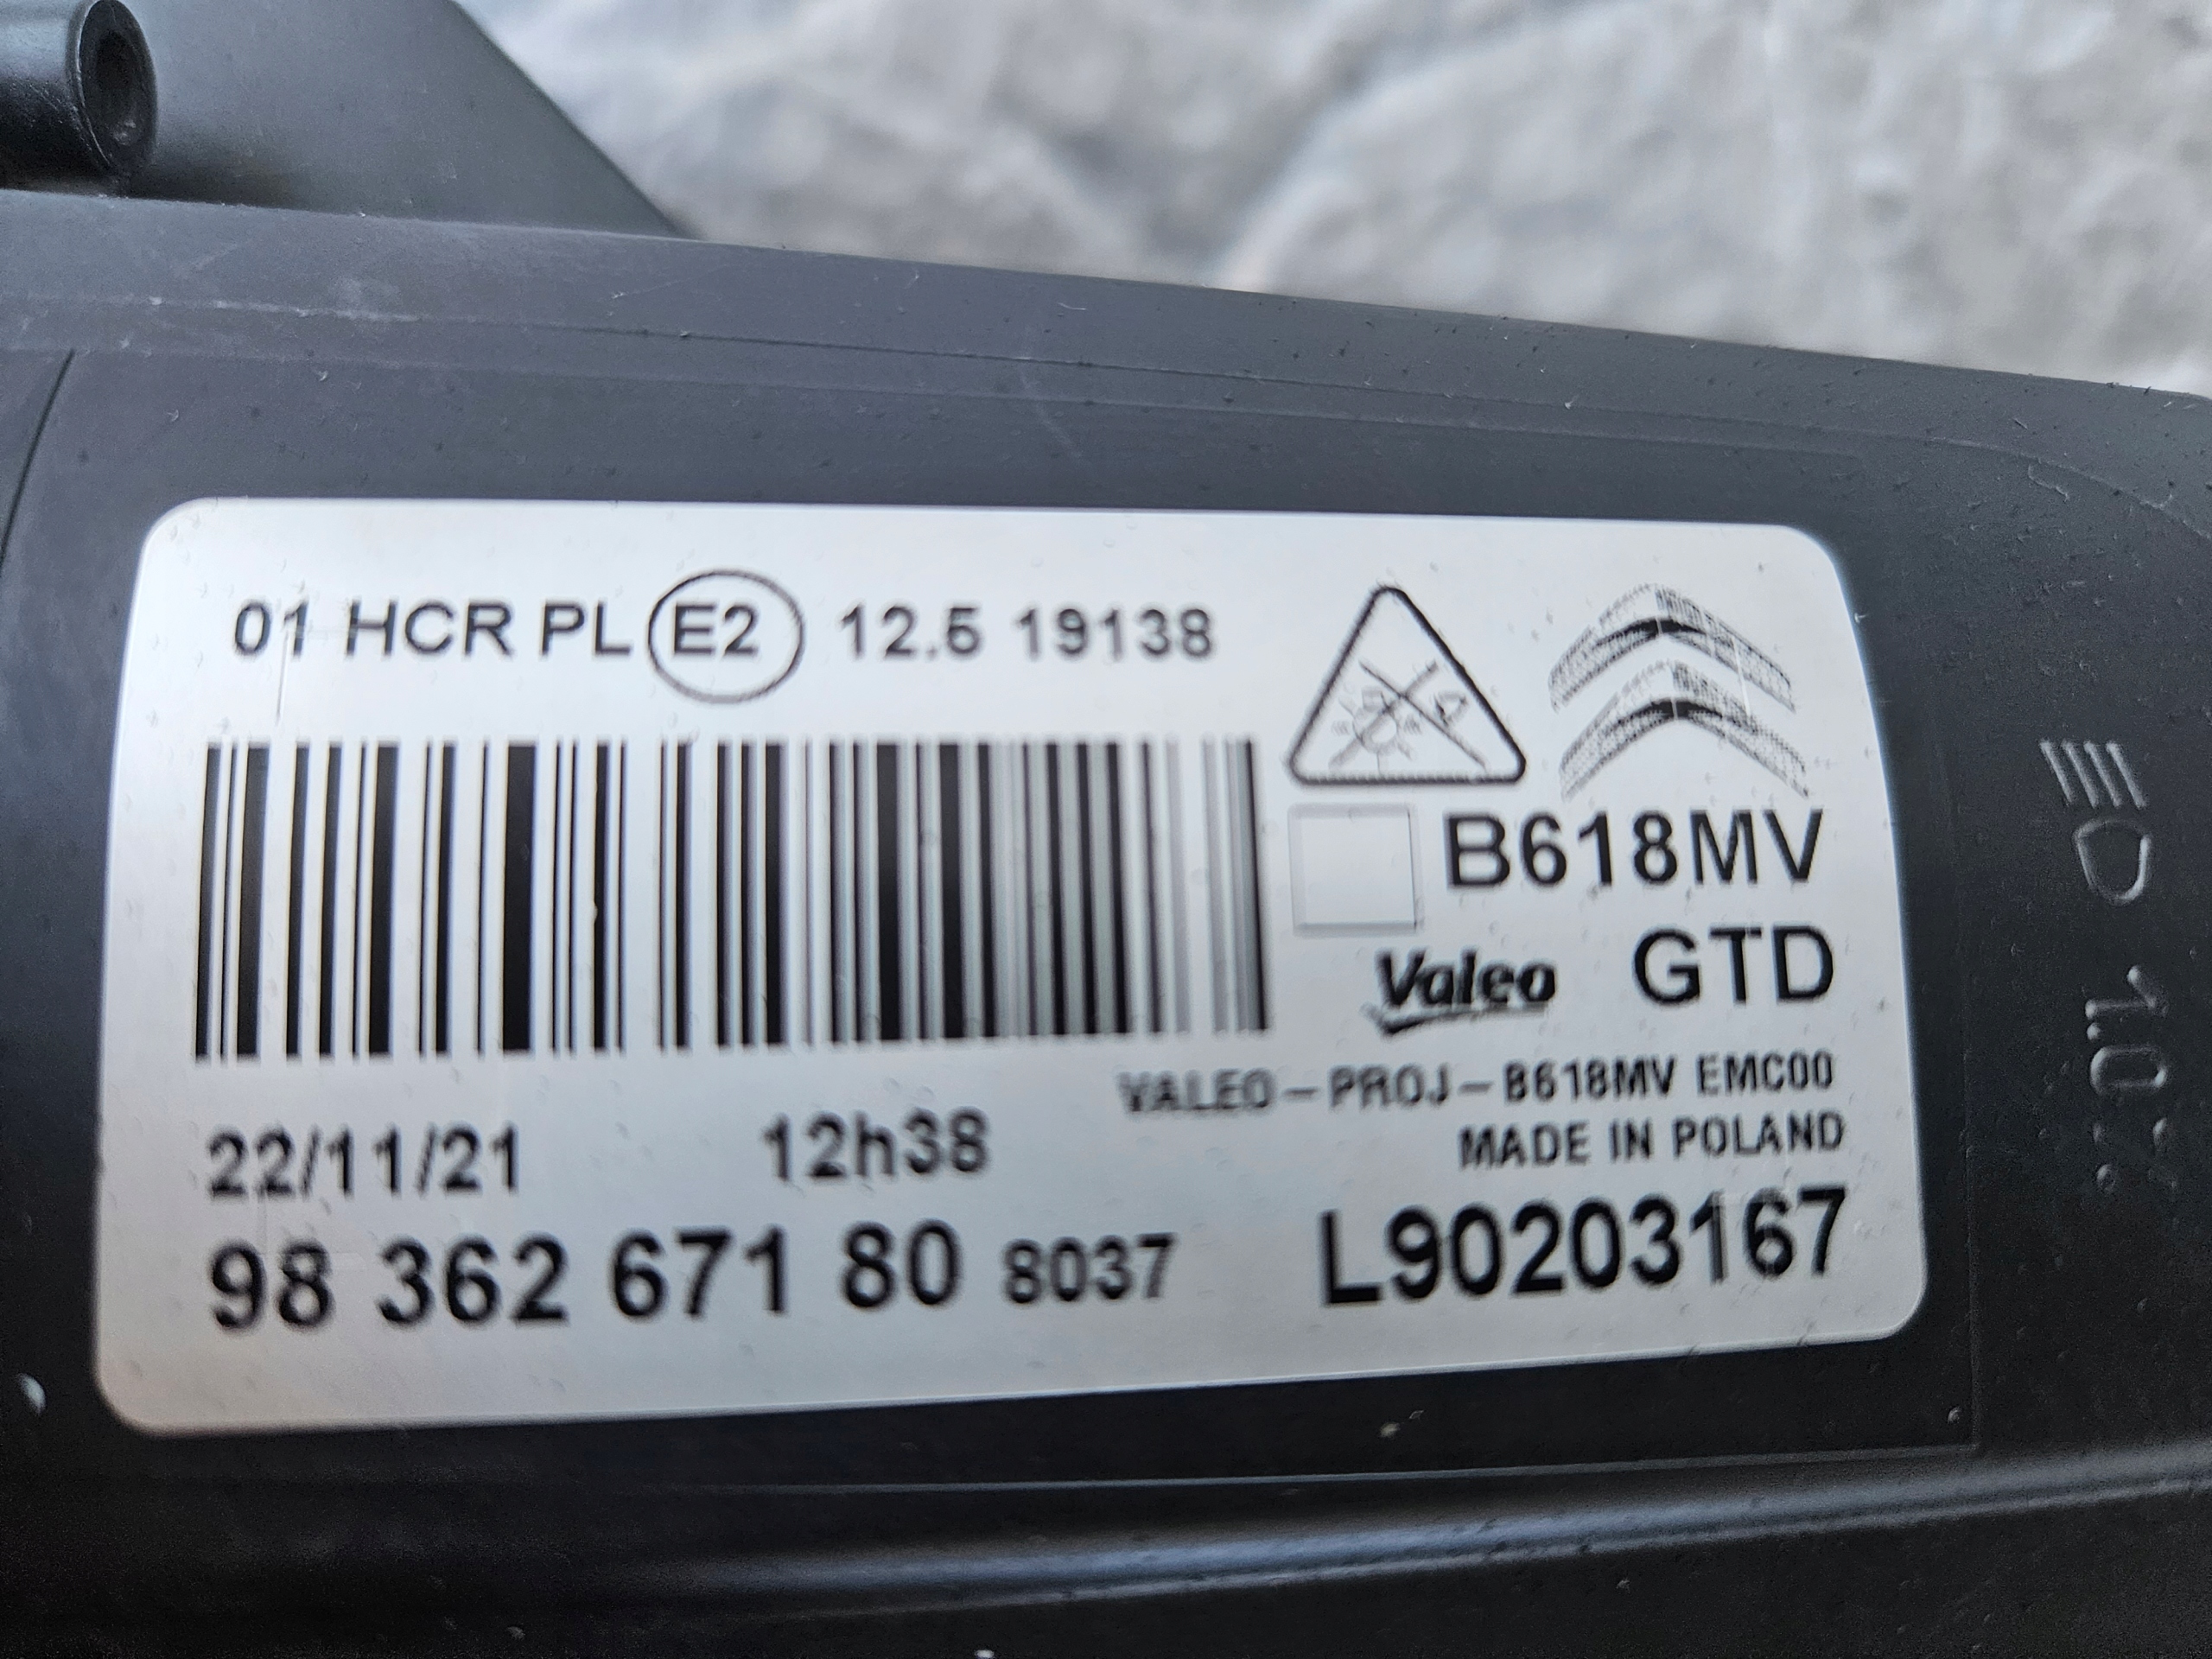 01 HCR PL E2 12.5 19138
B618MV
Valeo GTD
VALEO-PROJ-B618MV EMC00
MADE IN POLAND
22/11/21 12h38
98 362 671 80 8037 L90203167